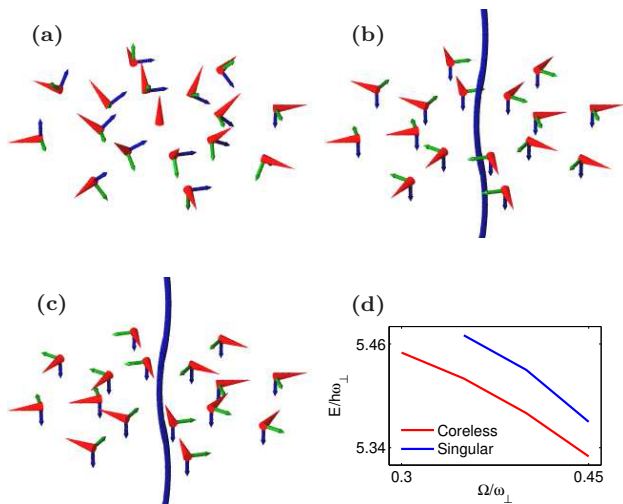 (a)
(b)
(c)
(d)
E/ħω⊥
5.46
5.34
Coreless
Singular
0.3
0.45
Ω/ω⊥